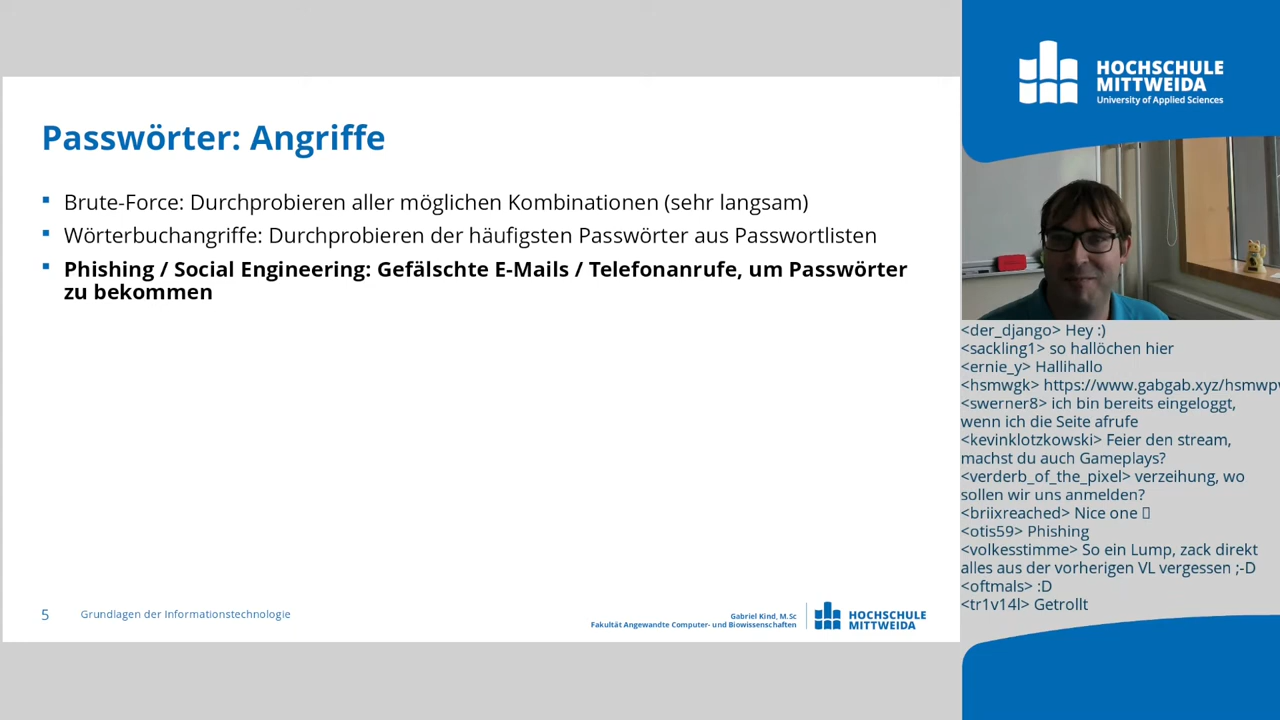 Passwörter: Angriffe
Brute-Force: Durchprobieren aller möglichen Kombinationen (sehr langsam)
Wörterbuchangriffe: Durchprobieren der häufigsten Passwörter aus Passwortlisten
Phishing / Social Engineering: Gefälschte E-Mails / Telefonanrufe, um Passwörter
zu bekommen
5 Grundlagen der Informationstechnologie
Gabriel Kind, M.Sc
Fakultät Angewandte Computer- und Biowissenschaften
HOCHSCHULE
MITTWEIDA
HOCHSCHULE
MITTWEIDA
University of Applied Sciences
<der_django> Hey :)
<sackling1> so hallöchen hier
<ernie_y> Hallihallo
<hsmwgk> https://www.gabgab.xyz/hsmwpw
<swerner8> ich bin bereits eingeloggt,
wenn ich die Seite afrufe
<kevinklotzkowski> Feier den stream,
machst du auch Gameplays?
<verderb_of_the_pixel> verzeihung, wo
sollen wir uns anmelden?
<briixreached> Nice one
<otis59> Phishing
<volkesstimme> So ein Lump, zack direkt
alles aus der vorherigen VL vergessen ;-D
<oftmals> :D
<tr1v14l> Getrollt